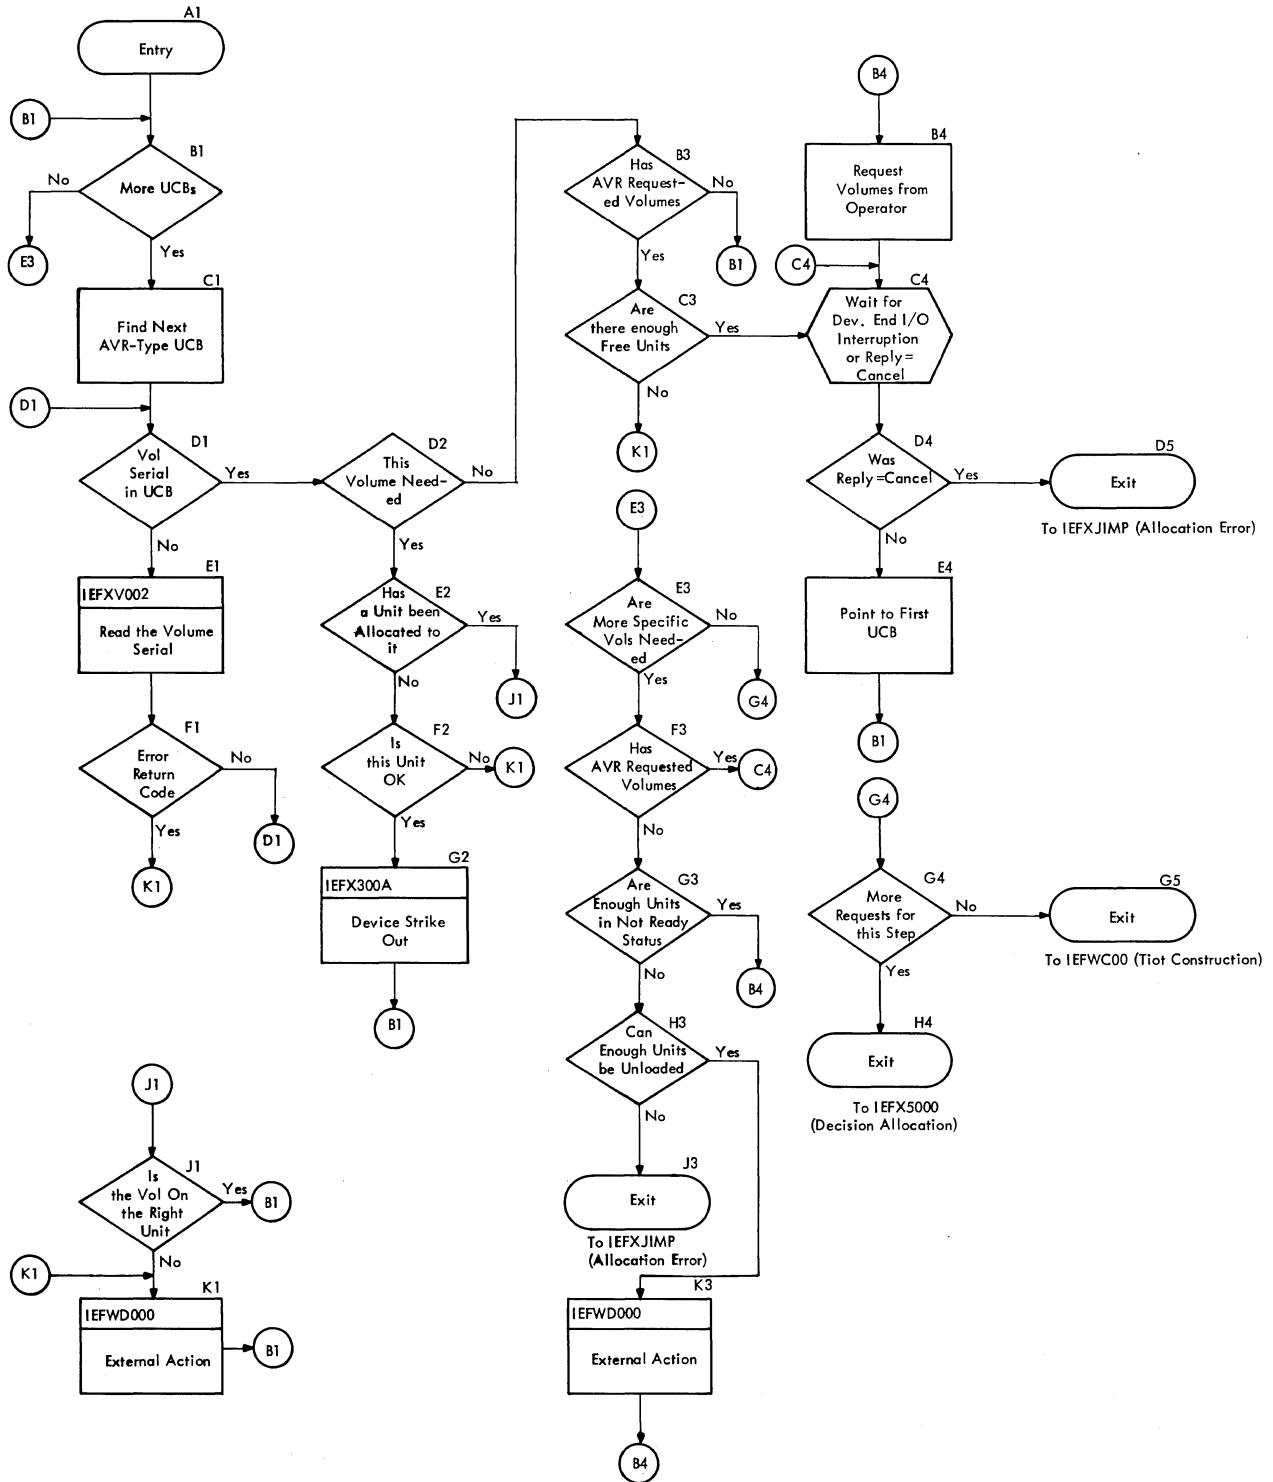 A1
Entry
B1
B1
More UCBs
No
Yes
E3
C1
Find Next
AVR-Type UCB
D1
D1
Vol
Serial
in UCB
Yes
No
E1
IEFXV002
Read the Volume
Serial
F1
Error
Return
Code
No
Yes
D1
K1
D2
This
Volume Need-
ed
No
Yes
E2
Has
a Unit been
Allocated to
it
Yes
No
J1
F2
Is
this Unit
OK
No
K1
Yes
G2
IEFX300A
Device Strike
Out
B1
J1
J1
Is
the Vol On
the Right
Unit
Yes
B1
No
K1
K1
IEFWD000
External Action
B1
B3
Has
AVR Request-
ed Volumes
No
B1
Yes
C3
Are
there enough
Free Units
Yes
No
K1
E3
E3
Are
More Specific
Vols Need-
ed
No
G4
Yes
F3
Has
AVR Requested
Volumes
Yes
C4
No
G3
Are
Enough Units
in Not Ready
Status
Yes
B4
No
H3
Can
Enough Units
be Unloaded
Yes
No
J3
Exit
To IEFXJIMP
(Allocation Error)
K3
IEFWD000
External Action
B4
B4
B4
Request
Volumes from
Operator
C4
C4
Wait for
Dev. End I/O
Interruption
or Reply=
Cancel
D4
Was
Reply=Cancel
Yes
No
D5
Exit
To IEFXJIMP (Allocation Error)
E4
Point to First
UCB
B1
G4
G4
More
Requests for
this Step
No
Yes
G5
Exit
To IEFWC00 (Tiot Construction)
H4
Exit
To IEFX5000
(Decision Allocation)